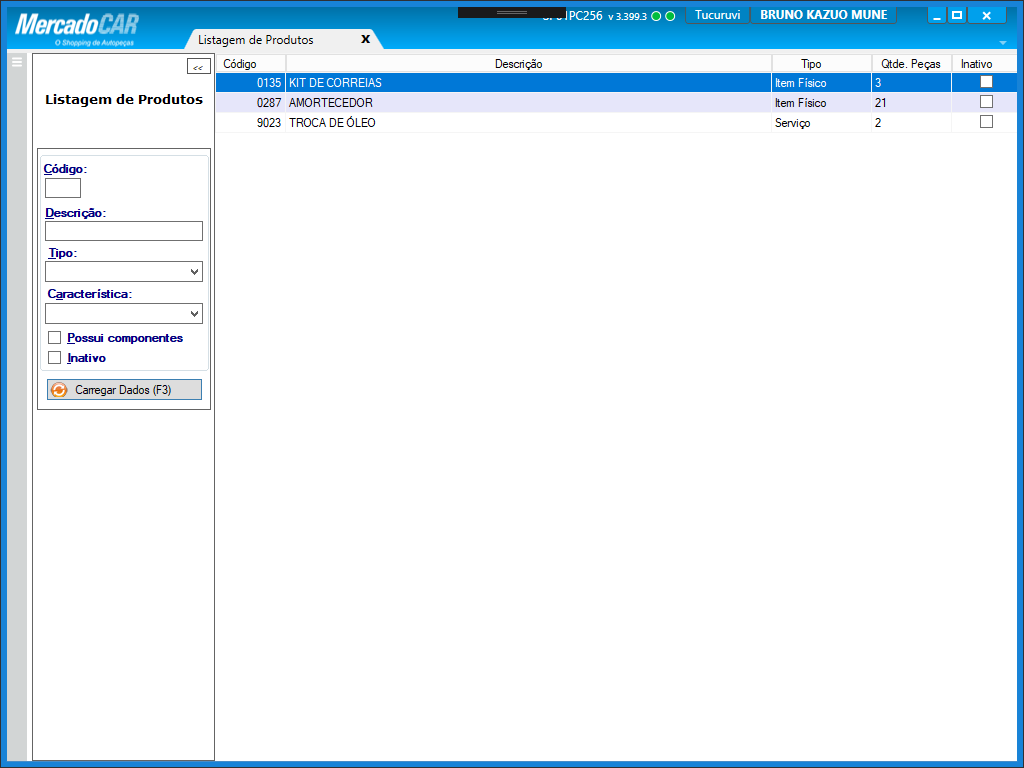 MercadoCAR
O Shopping de Autopeças
v 3.399.3
Tucuruvi
BRUNO KAZUO MUNE
Listagem de Produtos X
<<
Listagem de Produtos
Código:
Descrição:
Tipo:
Característica:
Possui componentes
Inativo
Carregar Dados (F3)
Código Descrição Tipo Qtde. Peças Inativo
0135 KIT DE CORREIAS Item Físico 3
0287 AMORTECEDOR Item Físico 21
9023 TROCA DE ÓLEO Serviço 2